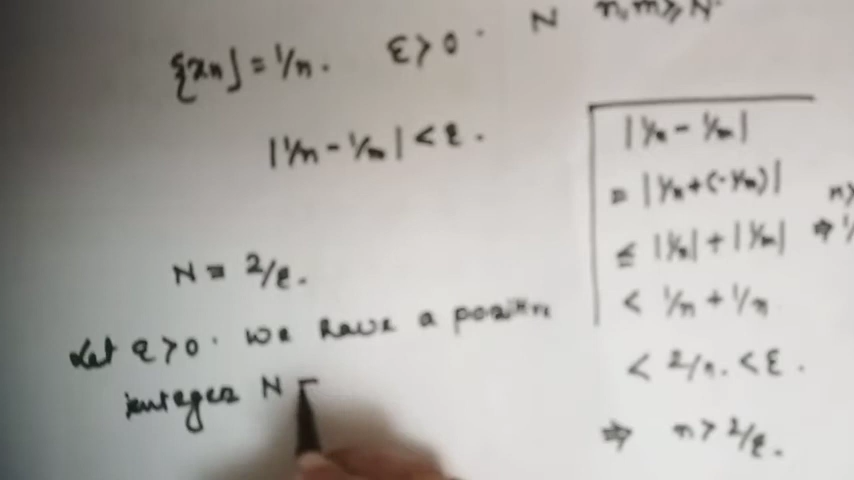 {xn} = 1/n. ε > 0. N n, m ≥ N.
|1/n - 1/m| < ε.
N = 2/ε.
Let ε > 0. we have a positive
integer N
|1/n - 1/m|
= |1/n + (-1/m)|
≤ |1/n| + |1/m|
< 1/n + 1/n
< 2/n. < ε.
⇒ n > 2/ε.
n >
⇒ 1/